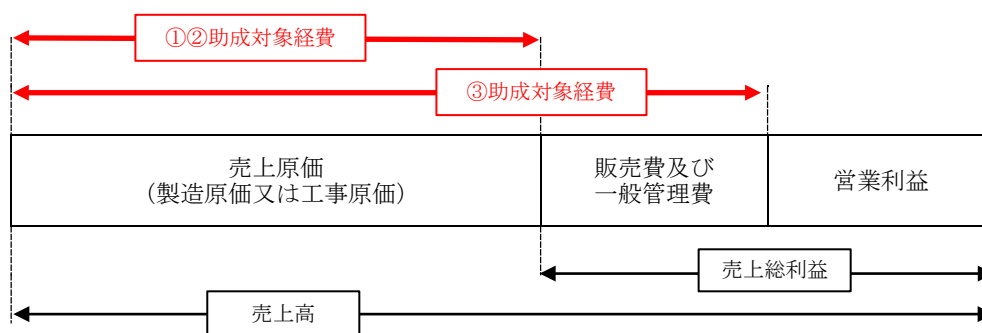 ①②助成対象経費
③助成対象経費
売上原価
(製造原価又は工事原価)
販売費及び
一般管理費
営業利益
売上総利益
売上高